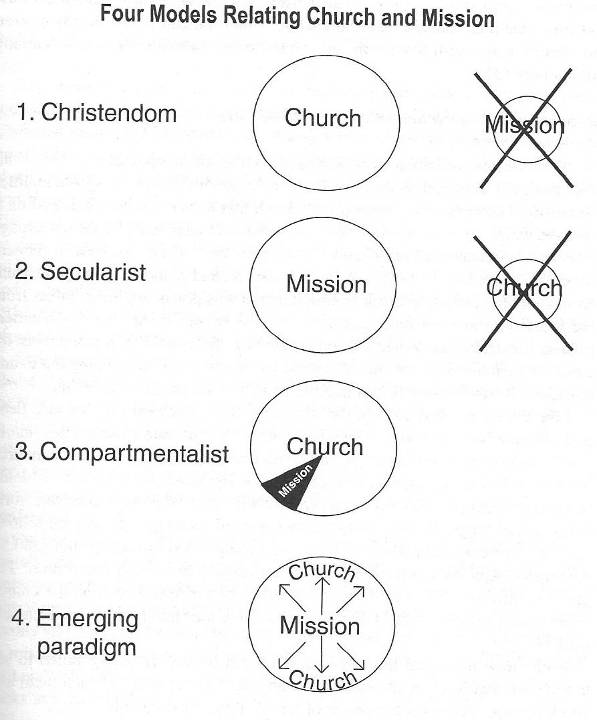 Four Models Relating Church and Mission
1. Christendom
Church
Mission
2. Secularist
Mission
Church
3. Compartmentalist
Church
Mission
4. Emerging
paradigm
Church
Mission
Church